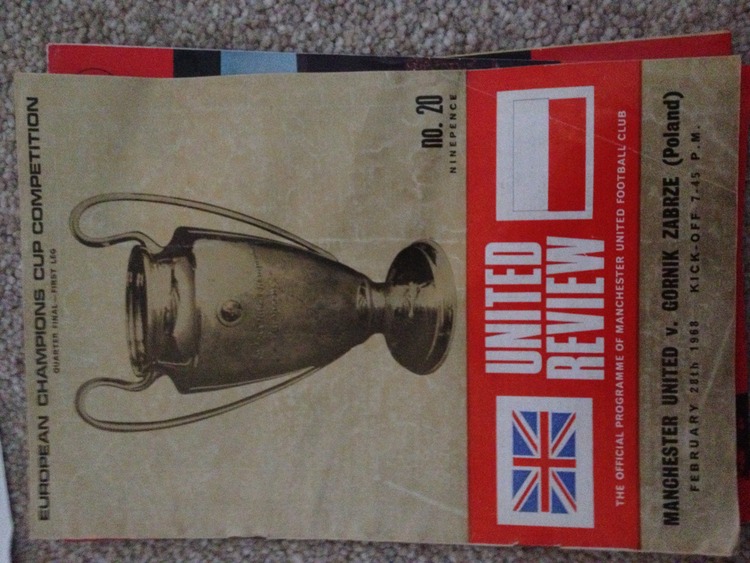 EUROPEAN CHAMPIONS CUP COMPETITION
QUARTER FINAL—FIRST LEG
no. 20
NINEPENCE
UNITED
REVIEW
THE OFFICIAL PROGRAMME OF MANCHESTER UNITED FOOTBALL CLUB
MANCHESTER UNITED v. GORNIK ZABRZE (Poland)
FEBRUARY 28th 1968 KICK-OFF 7-45 P.M.